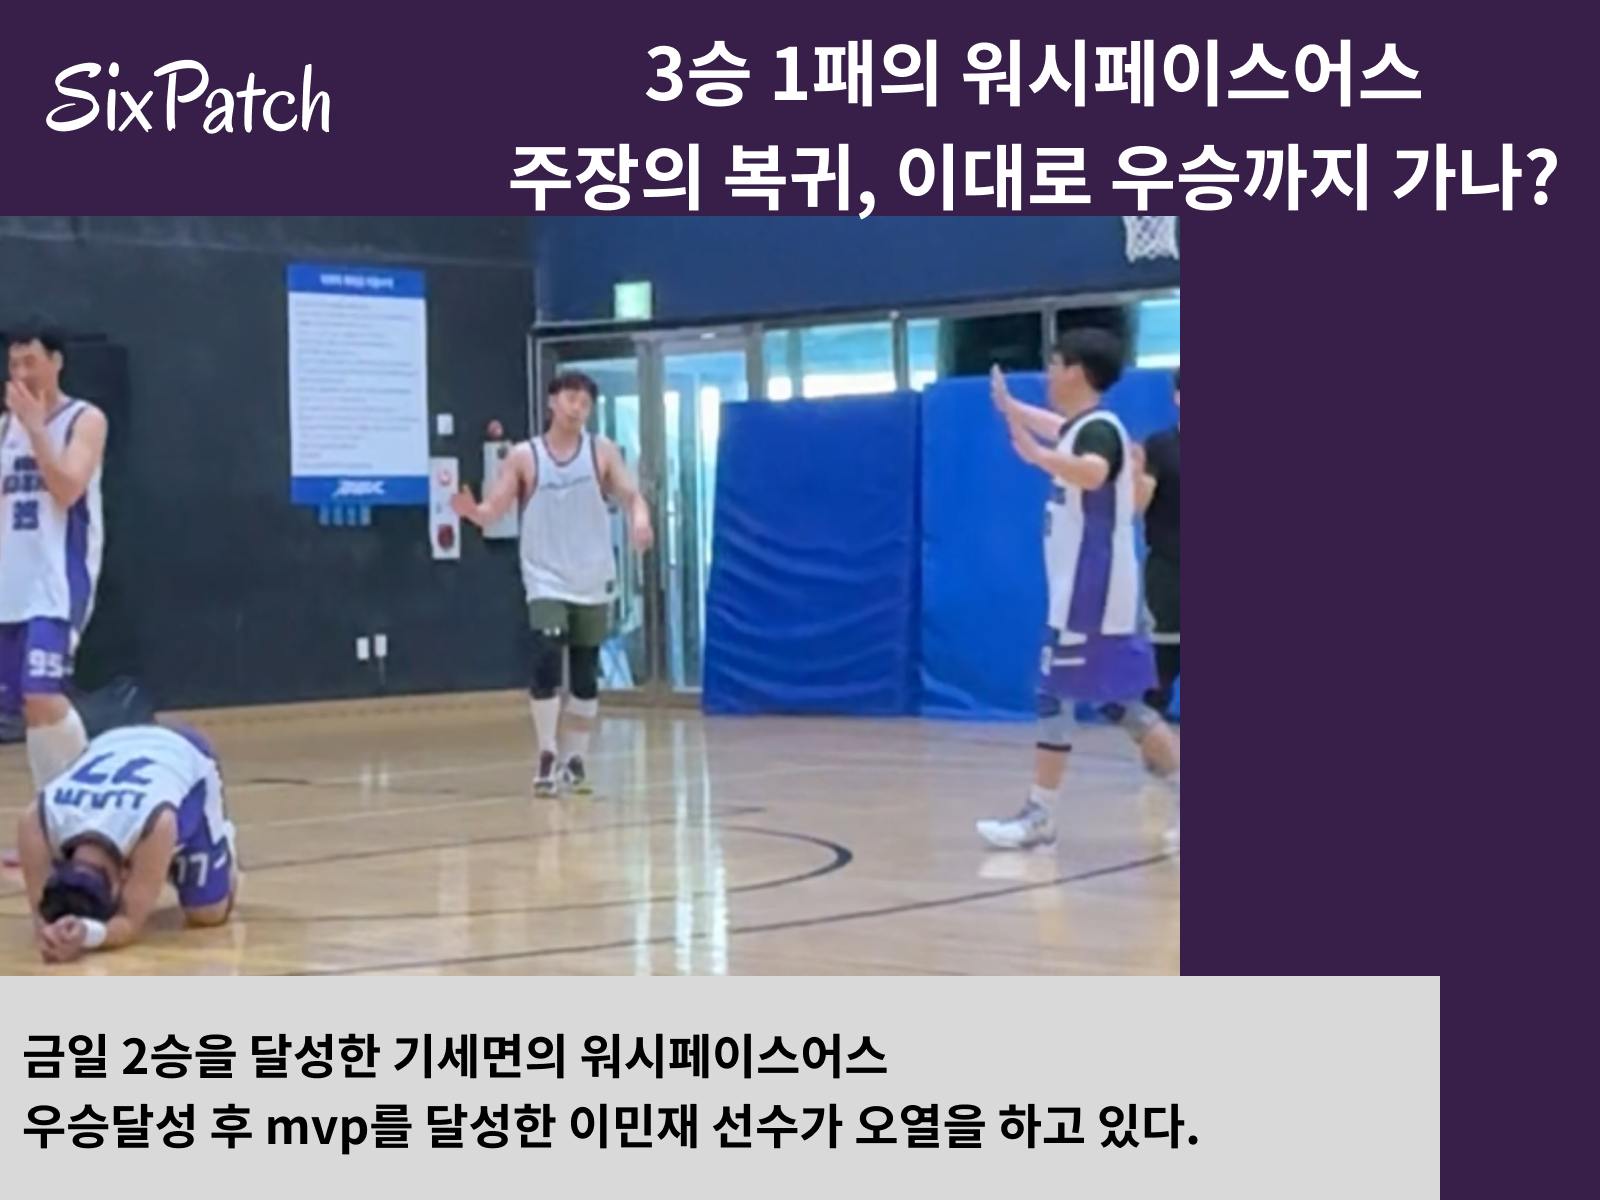 SixPatch
3승 1패의 워시페이스어스
주장의 복귀, 이대로 우승까지 가나?
95
77
77
금일 2승을 달성한 기세면의 워시페이스어스
우승달성 후 mvp를 달성한 이민재 선수가 오열을 하고 있다.